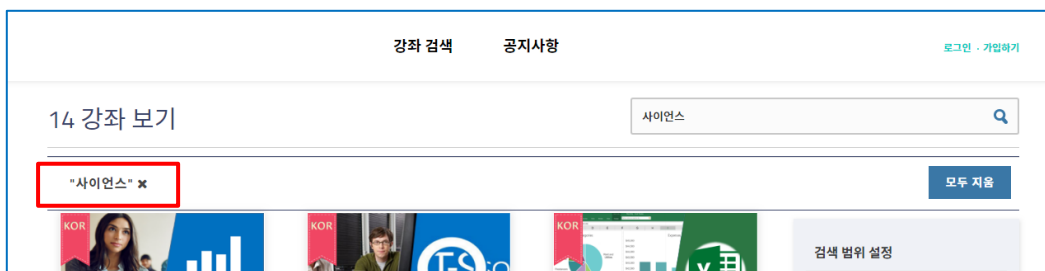 강좌 검색 공지사항 로그인 · 가입하기
14 강좌 보기 사이언스
"사이언스" ✖ 모두 지움
KOR KOR KOR
검색 범위 설정